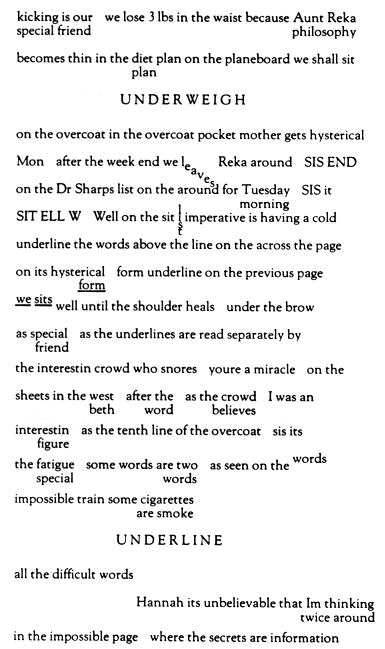 kicking is our we lose 3 lbs in the waist because Aunt Reka
special friend philosophy
becomes thin in the diet plan on the planeboard we shall sit
plan
UNDERWEIGH
on the overcoat in the overcoat pocket mother gets hysterical
Mon after the week end we leaves Reka around SIS END
on the Dr Sharps list on the around for Tuesday SIS it
morning
SIT ELL W Well on the sit list imperative is having a cold
underline the words above the line on the across the page
on its hysterical form underline on the previous page
form
we sits well until the shoulder heals under the brow
as special as the underlines are read separately by
friend
the interestin crowd who snores youre a miracle on the
sheets in the west after the as the crowd I was an
beth word believes
interestin as the tenth line of the overcoat sis its
figure
the fatigue some words are two as seen on the words
special words
impossible train some cigarettes
are smoke
UNDERLINE
all the difficult words
Hannah its unbelievable that Im thinking
twice around
in the impossible page where the secrets are information